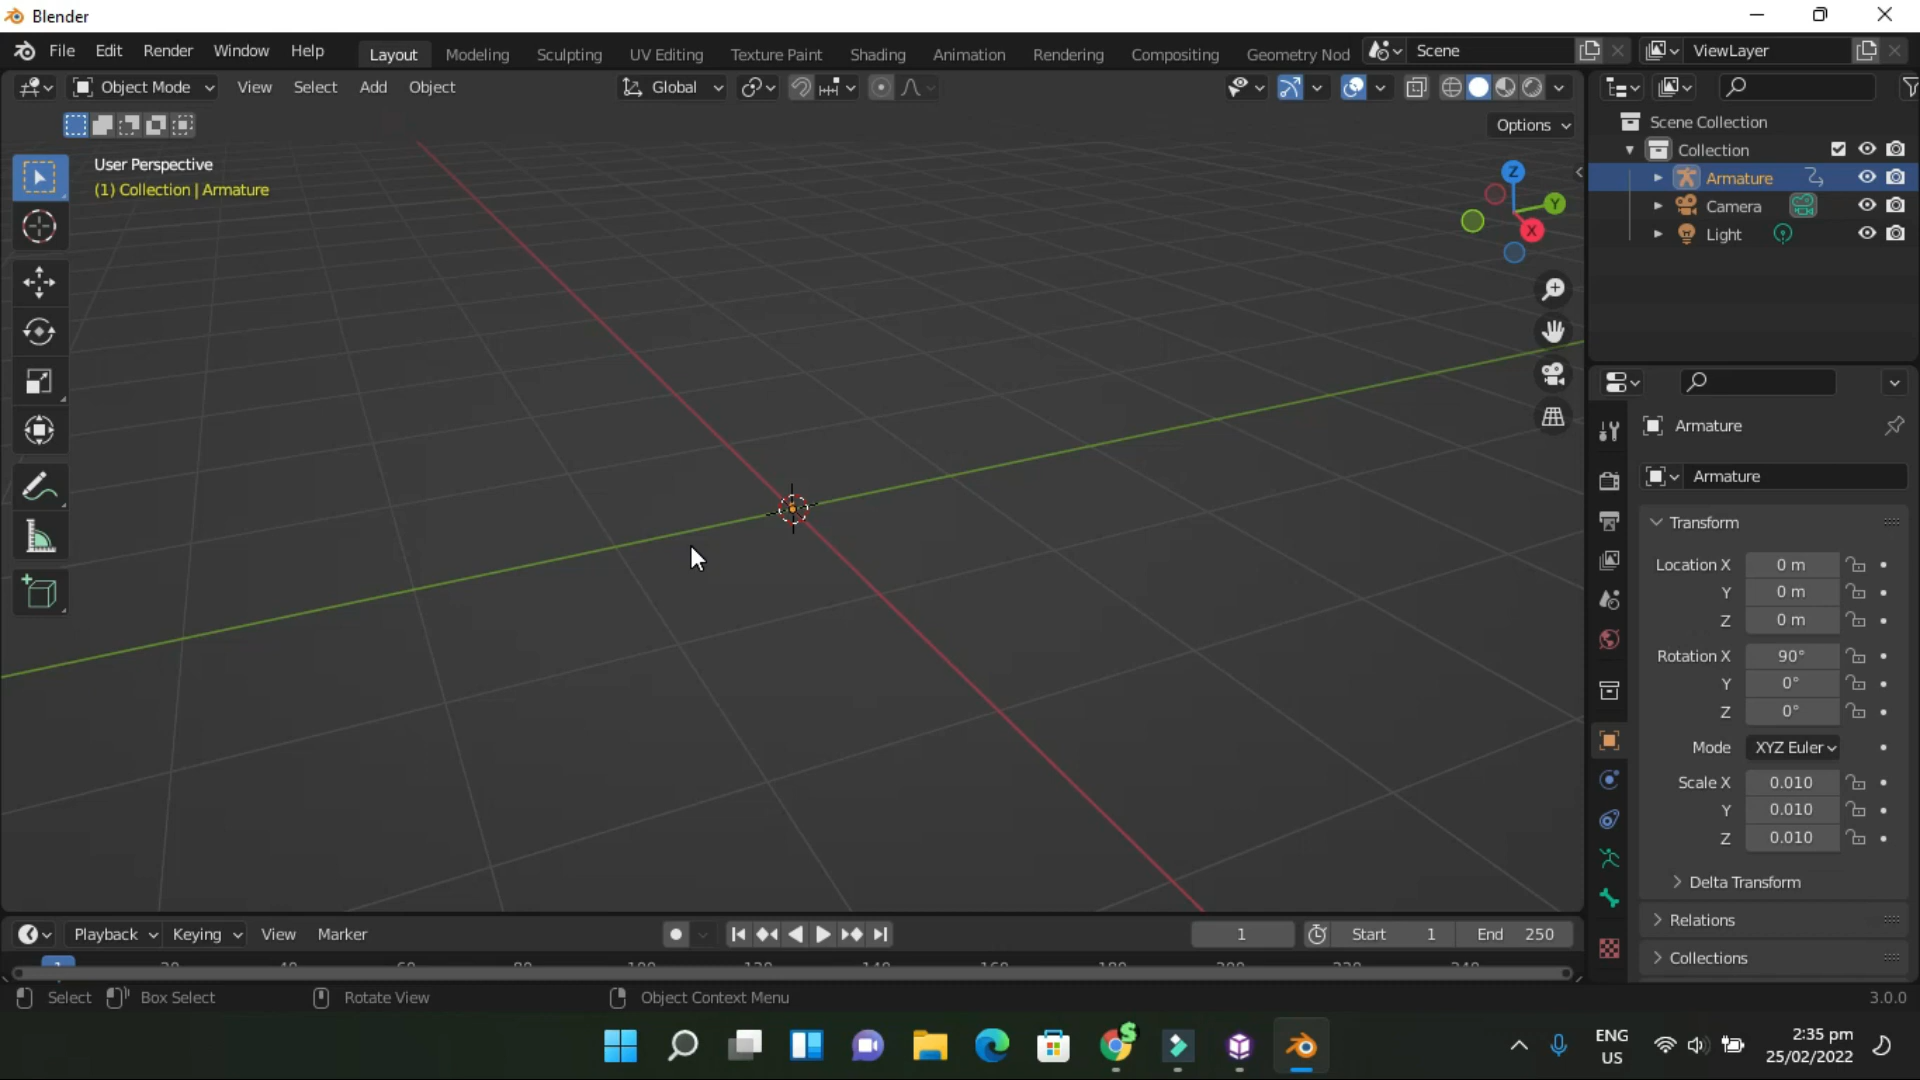 Blender
File Edit Render Window Help Layout Modeling Sculpting UV Editing Texture Paint Shading Animation Rendering Compositing Geometry Nod Scene ViewLayer
Object Mode View Select Add Object Global
Options
User Perspective
(1) Collection | Armature
Z
Y
X
Scene Collection
Collection
Armature
Camera
Light
Armature
Armature
Transform
Location X 0 m
Y 0 m
Z 0 m
Rotation X 90°
Y 0°
Z 0°
Mode XYZ Euler
Scale X 0.010
Y 0.010
Z 0.010
Delta Transform
Relations
Collections
Playback Keying View Marker 1 Start 1 End 250
1
Select Box Select Rotate View Object Context Menu 3.0.0
ENG
US
2:35 pm
25/02/2022